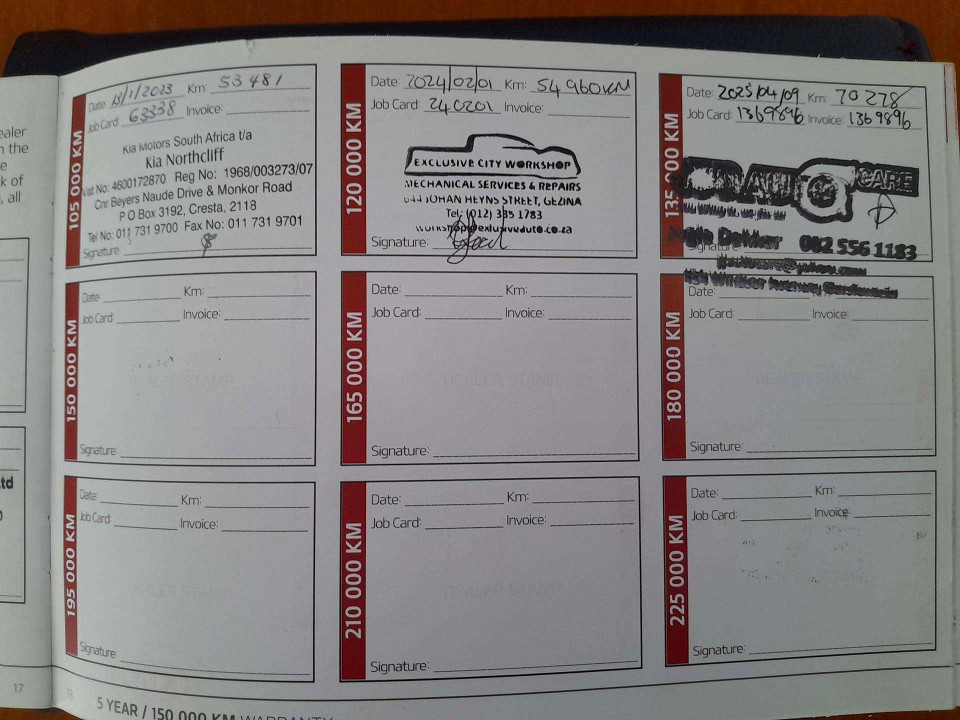 ealer
n the
e
k of
, all
td
17
105 000 KM
Date: 13/1/2023 Km: 53 481
Job Card: 63338 Invoice:
Kia Motors South Africa t/a
Kia Northcliff
Vat No: 4600172870 Reg No: 1968/003273/07
Cnr Beyers Naude Drive & Monkor Road
P O Box 3192, Cresta, 2118
Tel No: 011 731 9700 Fax No: 011 731 9701
Signature:
120 000 KM
Date: 2024/02/01 Km: 54 960KM
Job Card: 240201 Invoice:
EXCLUSIVE CITY WORKSHOP
MECHANICAL SERVICES & REPAIRS
JOHAN HEYNS STREET, GEZINA
Tel: (012) 335 1783
Signature:
135 000 KM
Date: 2025/04/09 Km: 70 278
Job Card: 1369896 Invoice: 1369896
AUTO CARE
Dekker 082 556 1183
Signature:
150 000 KM
Date: Km:
Job Card: Invoice:
DEALER STAMP
Signature:
165 000 KM
Date: Km:
Job Card: Invoice:
DEALER STAMP
Signature:
180 000 KM
Date:
Job Card: Invoice:
DEALER STAMP
Signature:
195 000 KM
Date: Km:
Job Card: Invoice:
DEALER STAMP
Signature:
210 000 KM
Date: Km:
Job Card: Invoice:
DEALER STAMP
Signature:
225 000 KM
Date: Km:
Job Card: Invoice:
DEALER STAMP
Signature:
18
5 YEAR / 150 000 KM WARRANTY